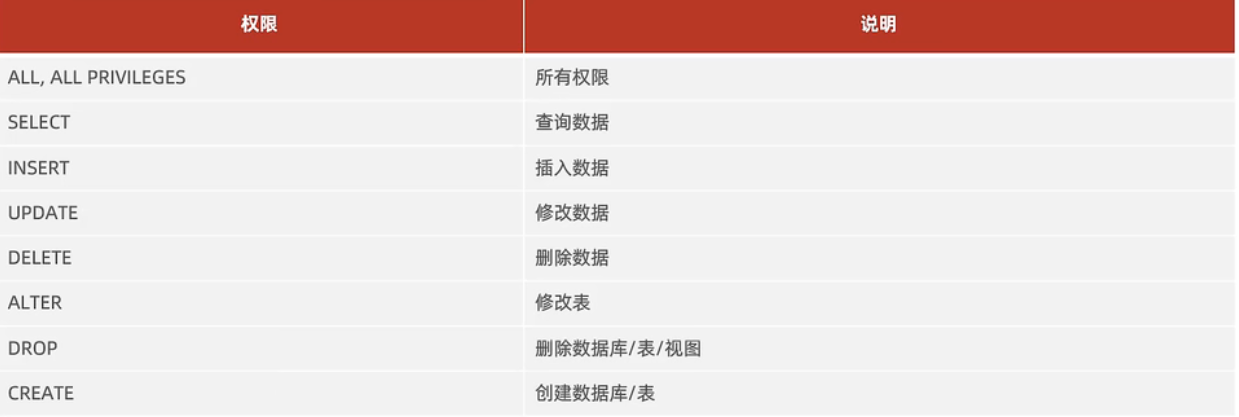 权限 说明
ALL, ALL PRIVILEGES 所有权限
SELECT 查询数据
INSERT 插入数据
UPDATE 修改数据
DELETE 删除数据
ALTER 修改表
DROP 删除数据库/表/视图
CREATE 创建数据库/表